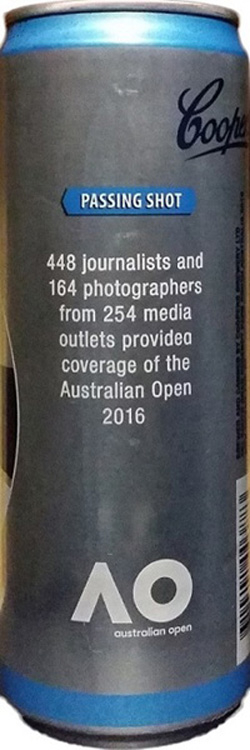 Coope
PASSING SHOT
448 journalists and
164 photographers
from 254 media
outlets provided
coverage of the
Australian Open
2016
AO
australian open